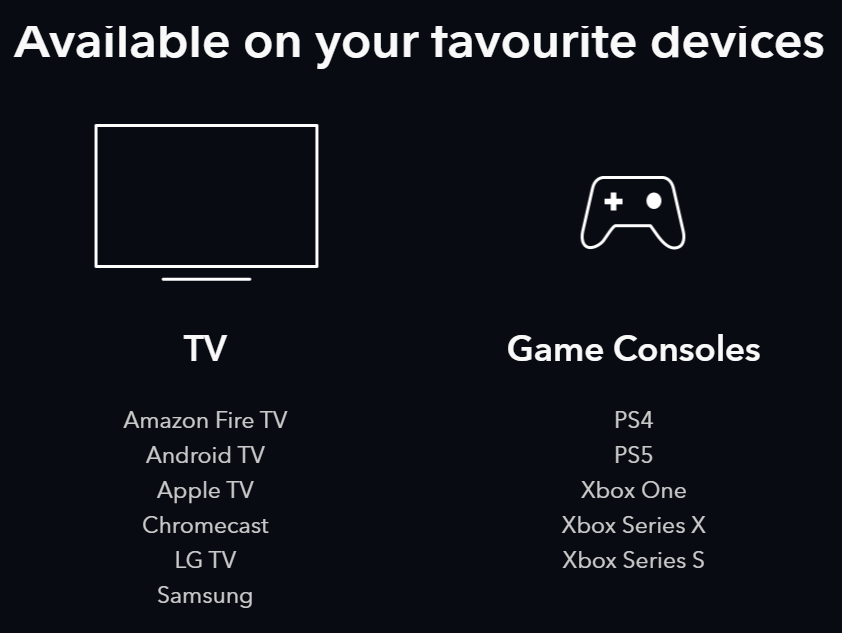 Available on your favourite devices
TV
Amazon Fire TV
Android TV
Apple TV
Chromecast
LG TV
Samsung
Game Consoles
PS4
PS5
Xbox One
Xbox Series X
Xbox Series S